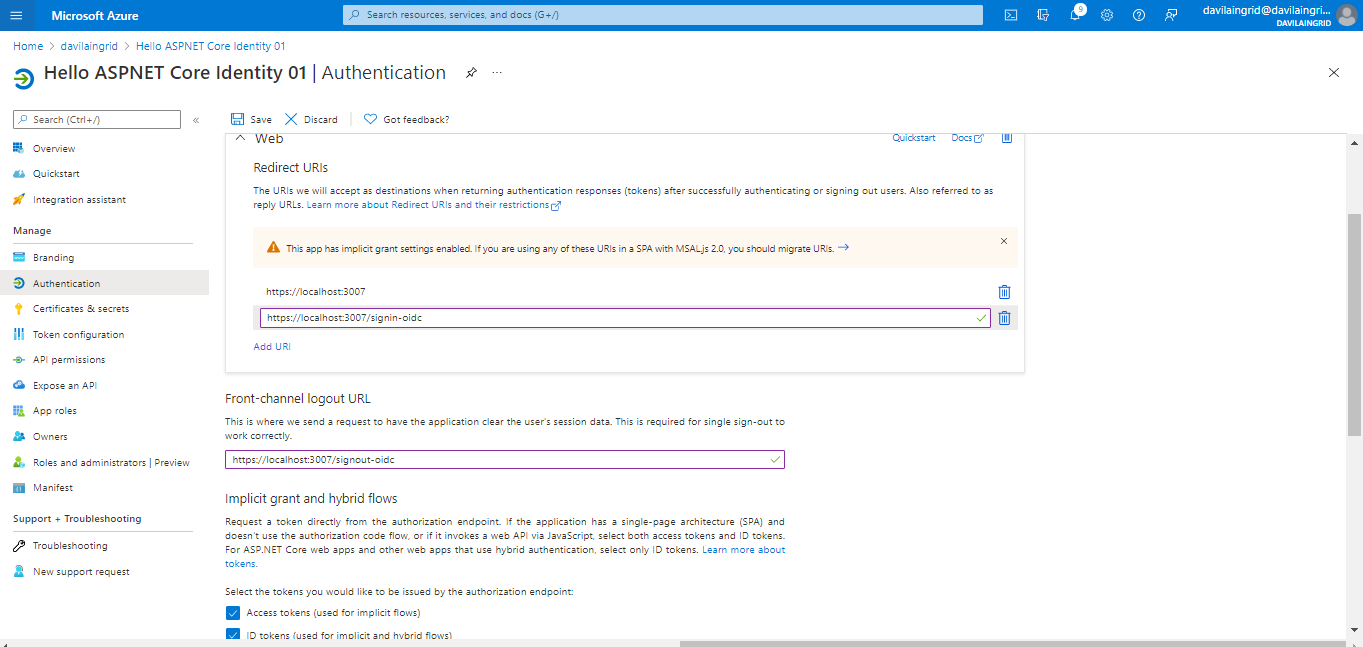 Microsoft Azure
Search resources, services, and docs (G+/)
9
davilaingrid@davilaingri...
DAVILAINGRID
Home > davilaingrid > Hello ASPNET Core Identity 01
Hello ASPNET Core Identity 01 | Authentication
...
Search (Ctrl+/)
«
Save
Discard
Got feedback?
Overview
Quickstart
Integration assistant
Manage
Branding
Authentication
Certificates & secrets
Token configuration
API permissions
Expose an API
App roles
Owners
Roles and administrators | Preview
Manifest
Support + Troubleshooting
Troubleshooting
New support request
Web
Quickstart
Docs
Redirect URIs
The URIs we will accept as destinations when returning authentication responses (tokens) after successfully authenticating or signing out users. Also referred to as
reply URLs. Learn more about Redirect URIs and their restrictions
This app has implicit grant settings enabled. If you are using any of these URIs in a SPA with MSAL.js 2.0, you should migrate URIs. →
https://localhost:3007
https://localhost:3007/signin-oidc
Add URI
Front-channel logout URL
This is where we send a request to have the application clear the user's session data. This is required for single sign-out to
work correctly.
https://localhost:3007/signout-oidc
Implicit grant and hybrid flows
Request a token directly from the authorization endpoint. If the application has a single-page architecture (SPA) and
doesn't use the authorization code flow, or if it invokes a web API via JavaScript, select both access tokens and ID tokens.
For ASP.NET Core web apps and other web apps that use hybrid authentication, select only ID tokens. Learn more about
tokens.
Select the tokens you would like to be issued by the authorization endpoint:
Access tokens (used for implicit flows)
ID tokens (used for implicit and hybrid flows)